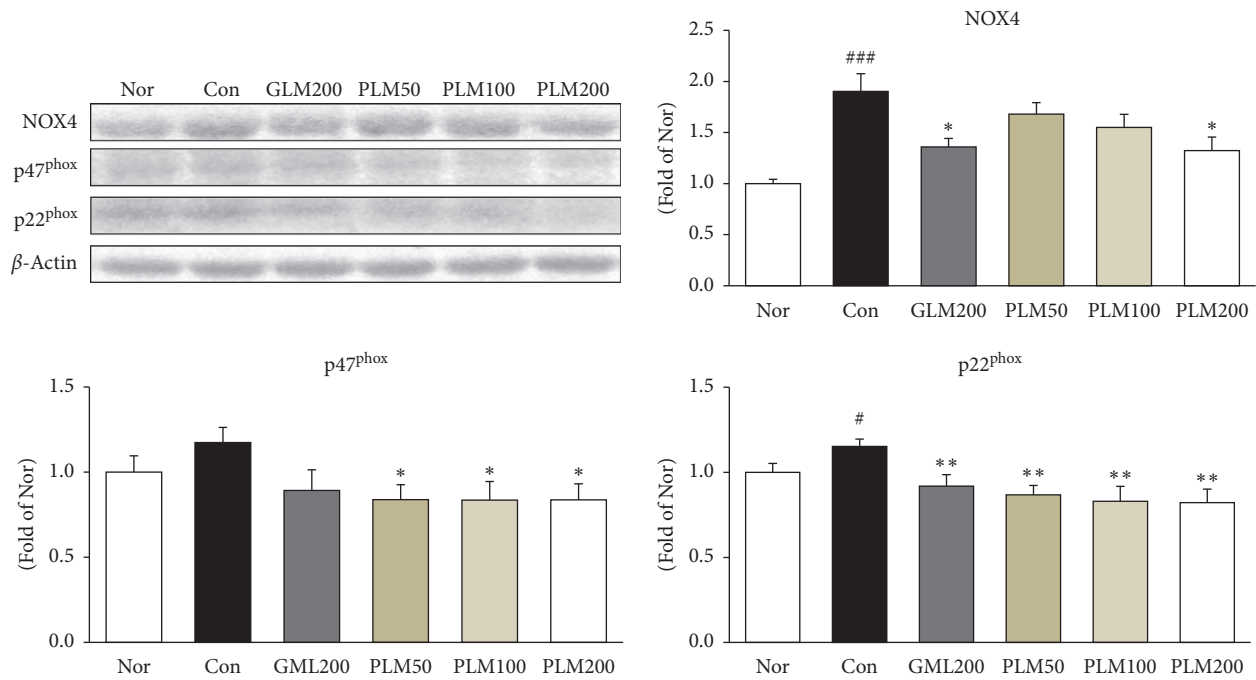 Nor Con GLM200 PLM50 PLM100 PLM200
NOX4
p47phox
p22phox
β-Actin
NOX4
2.5
2.0
1.5
1.0
0.5
0.0
(Fold of Nor)
###
*
*
Nor Con GLM200 PLM50 PLM100 PLM200
p47phox
1.5
1.0
0.5
0.0
(Fold of Nor)
* * *
Nor Con GML200 PLM50 PLM100 PLM200
p22phox
1.5
1.0
0.5
0.0
(Fold of Nor)
#
** ** ** **
Nor Con GML200 PLM50 PLM100 PLM200